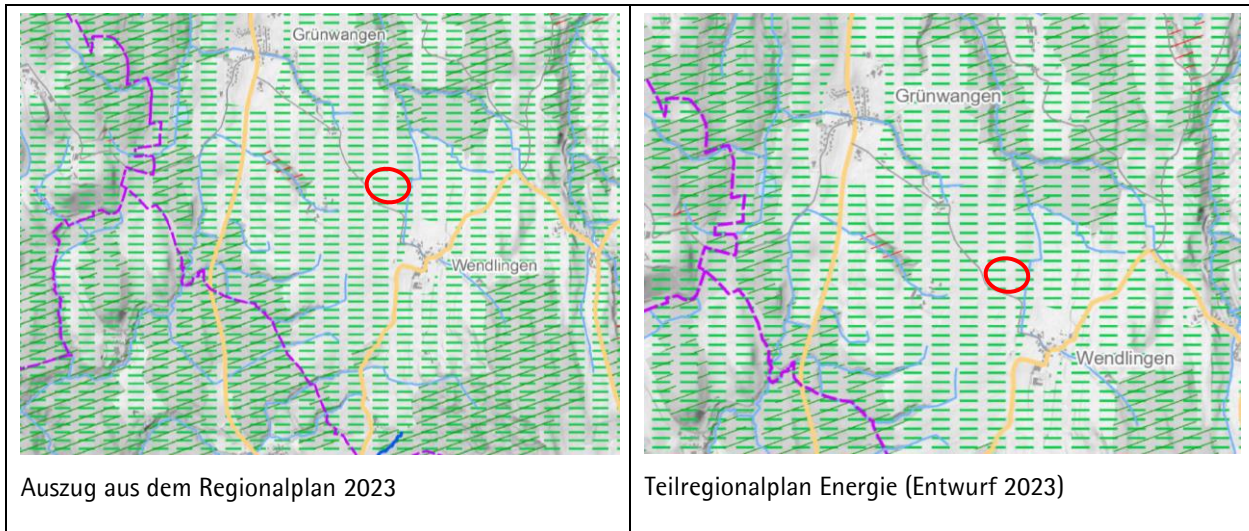 Grünwangen
Wendlingen
Auszug aus dem Regionalplan 2023
Grünwangen
Wendlingen
Teilregionalplan Energie (Entwurf 2023)